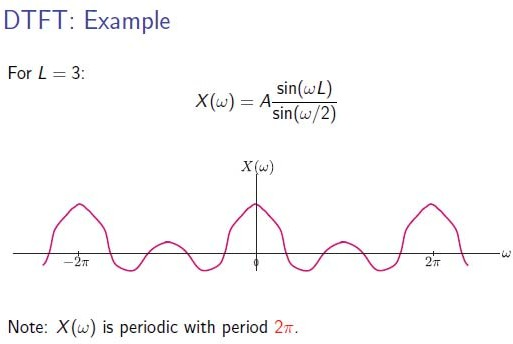 DTFT: Example
For L = 3:
X(ω) = A sin(ωL) / sin(ω/2)
X(ω)
−2π 0 2π ω
Note: X(ω) is periodic with period 2π.